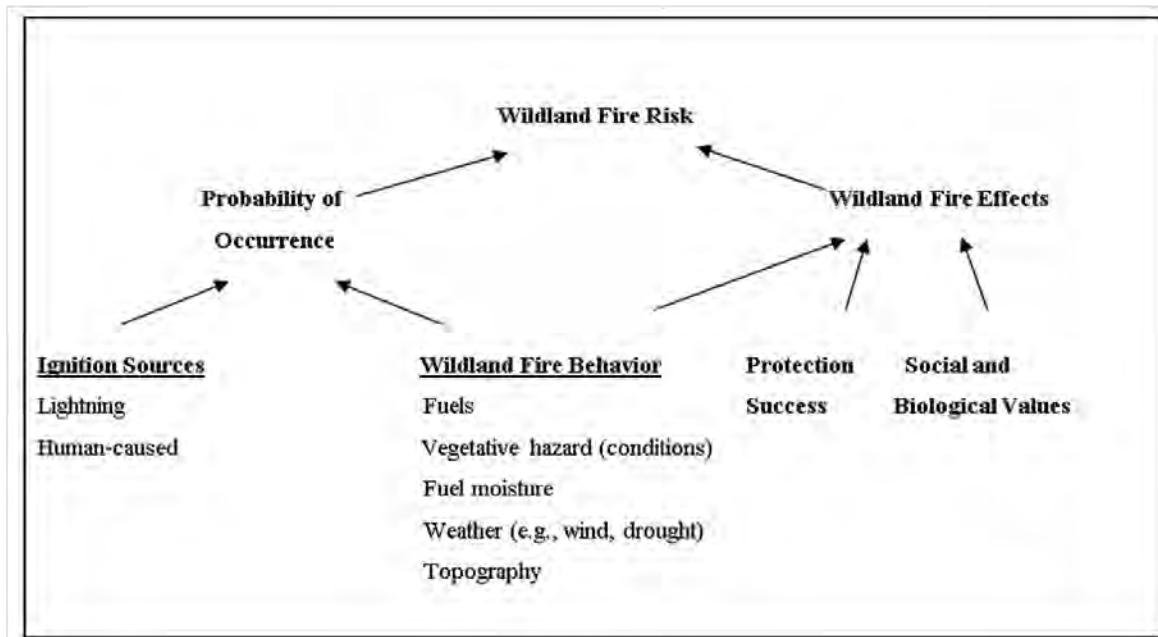 Wildland Fire Risk
Probability of
Occurrence
Wildland Fire Effects
Ignition Sources
Lightning
Human-caused
Wildland Fire Behavior
Fuels
Vegetative hazard (conditions)
Fuel moisture
Weather (e.g., wind, drought)
Topography
Protection
Success
Social and
Biological Values